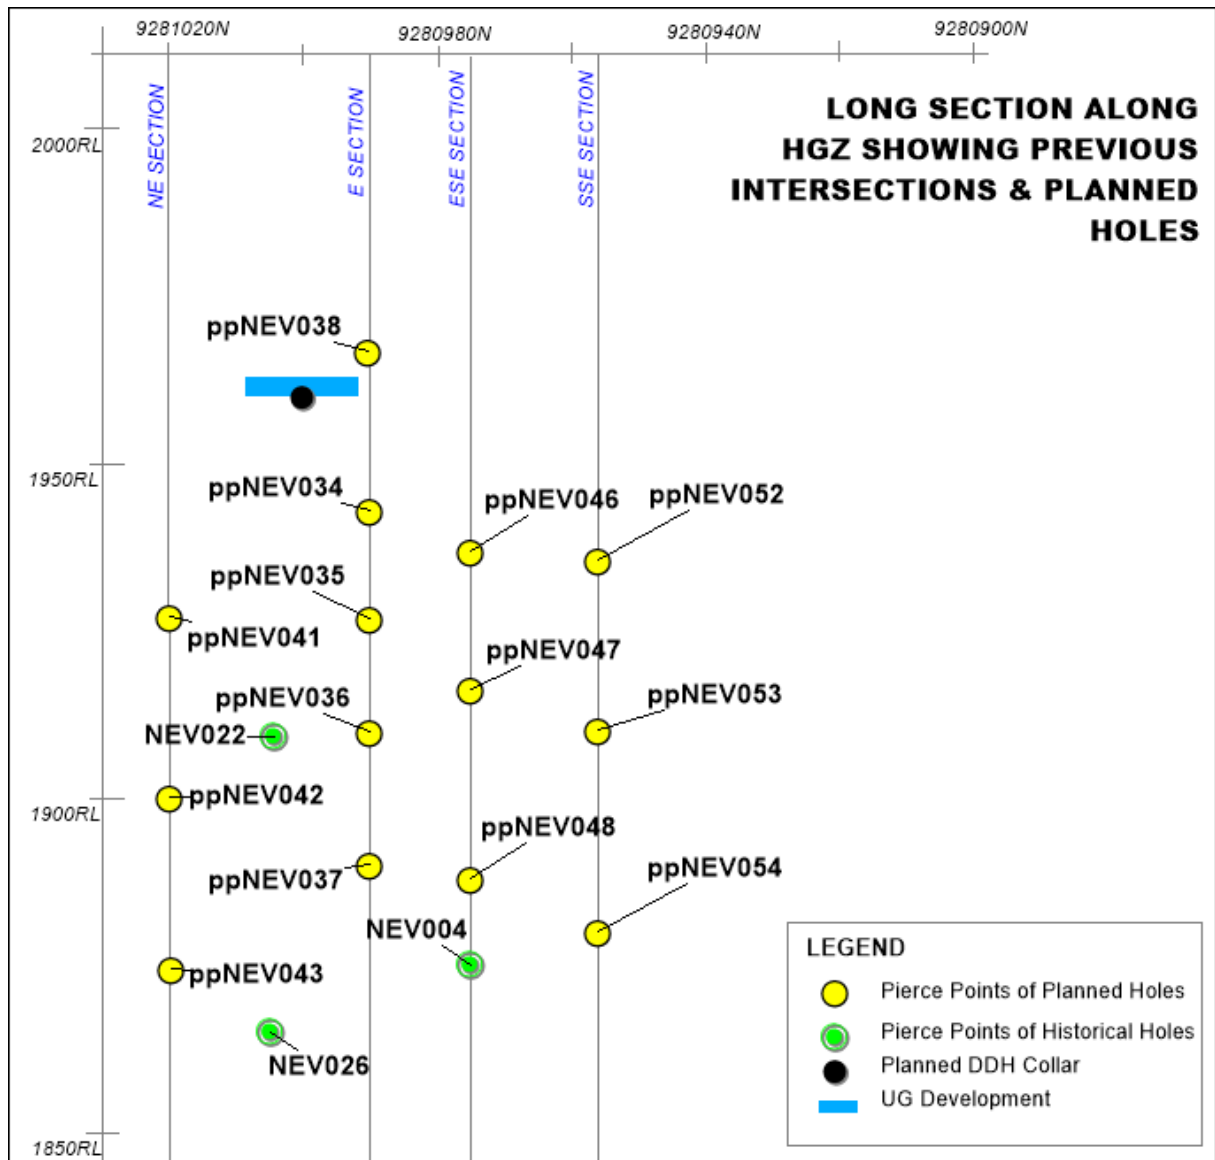 9281020N
9280980N
9280940N
9280900N
NE SECTION
E SECTION
ESE SECTION
SSE SECTION
LONG SECTION ALONG
HGZ SHOWING PREVIOUS
INTERSECTIONS & PLANNED
HOLES
2000RL
ppNEV038
1950RL
ppNEV034
ppNEV046
ppNEV052
ppNEV035
ppNEV041
ppNEV047
ppNEV036
ppNEV053
NEV022
ppNEV042
1900RL
ppNEV048
ppNEV037
ppNEV054
NEV004
ppNEV043
NEV026
1850RL
LEGEND
Pierce Points of Planned Holes
Pierce Points of Historical Holes
Planned DDH Collar
UG Development